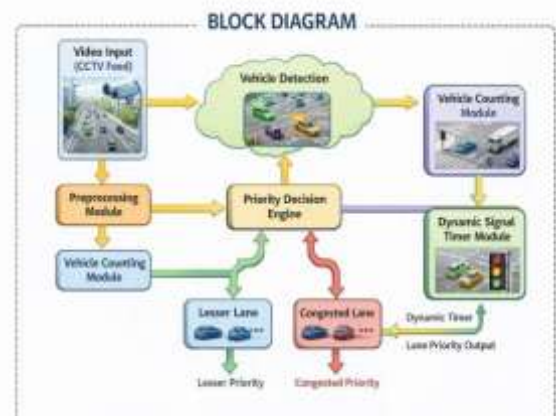 BLOCK DIAGRAM
Video Input
(CCTV Feed)
Vehicle Detection
Vehicle Counting
Module
Preprocessing
Module
Priority Decision
Engine
Dynamic Signal
Timer Module
Vehicle Counting
Module
Lesser Lane
Congested Lane
Dynamic Timer
Lane Priority Output
Lesser Priority
Congested Priority